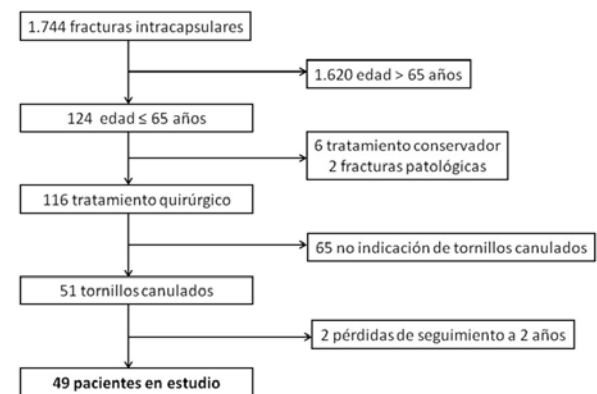 1.744 fracturas intracapsulares
1.620 edad > 65 años
124 edad ≤ 65 años
6 tratamiento conservador
2 fracturas patológicas
116 tratamiento quirúrgico
65 no indicación de tornillos canulados
51 tornillos canulados
2 pérdidas de seguimiento a 2 años
49 pacientes en estudio